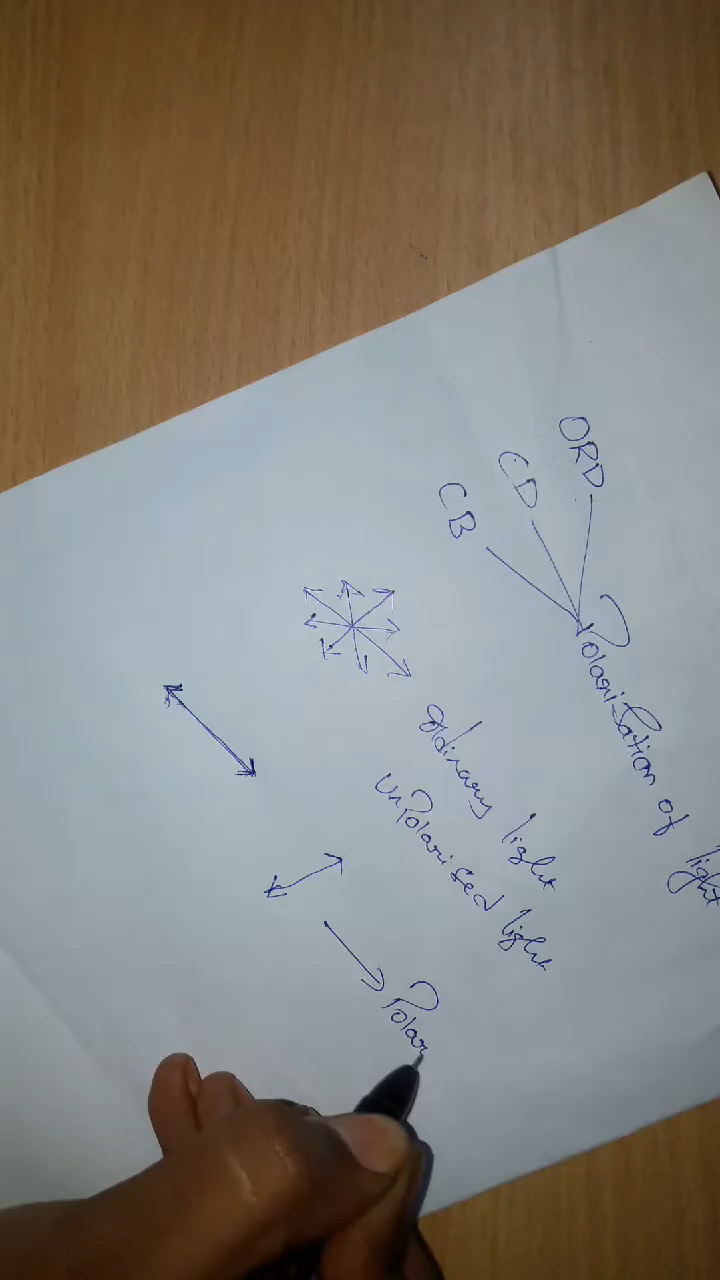 Polarisation of light
ORD
CD
CB
ordinary light
unPolarised light
Polar